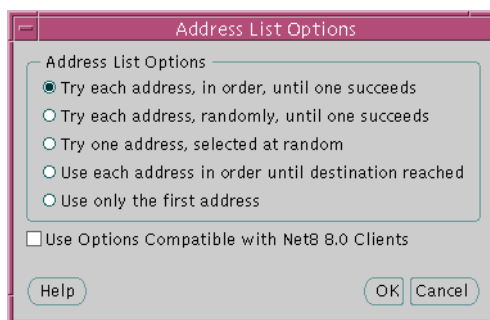 Address List Options
Address List Options
Try each address, in order, until one succeeds
Try each address, randomly, until one succeeds
Try one address, selected at random
Use each address in order until destination reached
Use only the first address
Use Options Compatible with Net8 8.0 Clients
Help OK Cancel